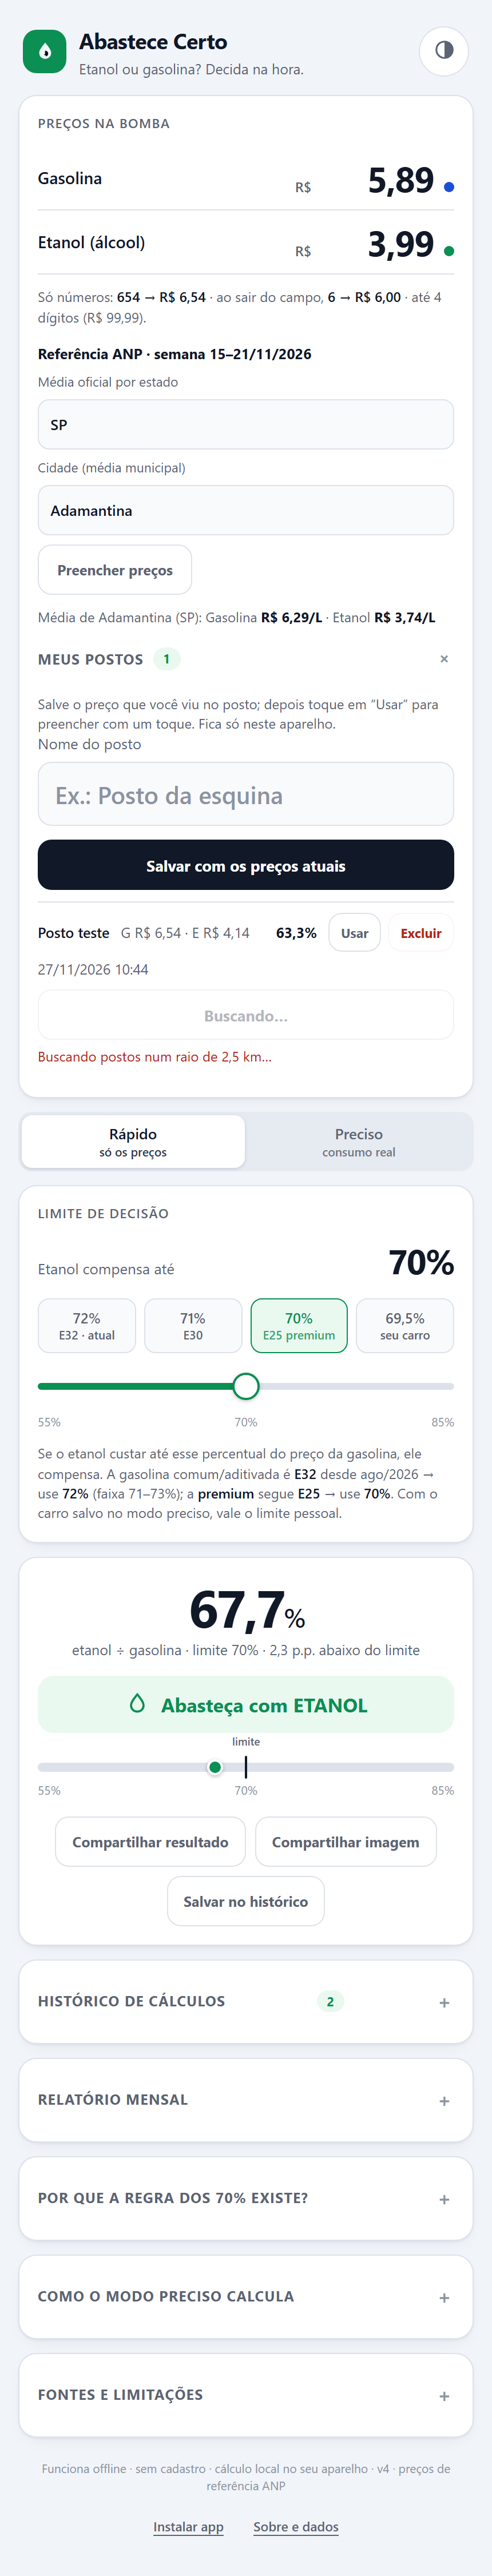 Abastece Certo
Etanol ou gasolina? Decida na hora.
PREÇOS NA BOMBA
Gasolina R$ 5,89
Etanol (álcool) R$ 3,99
Só números: 654 → R$ 6,54 · ao sair do campo, 6 → R$ 6,00 · até 4
dígitos (R$ 99,99).
Referência ANP · semana 15–21/11/2026
Média oficial por estado
SP
Cidade (média municipal)
Adamantina
Preencher preços
Média de Adamantina (SP): Gasolina R$ 6,29/L · Etanol R$ 3,74/L
MEUS POSTOS 1 ×
Salve o preço que você viu no posto; depois toque em “Usar” para
preencher com um toque. Fica só neste aparelho.
Nome do posto
Ex.: Posto da esquina
Salvar com os preços atuais
Posto teste G R$ 6,54 · E R$ 4,14 63,3% Usar Excluir
27/11/2026 10:44
Buscando…
Buscando postos num raio de 2,5 km…
Rápido Preciso
só os preços consumo real
LIMITE DE DECISÃO
Etanol compensa até 70%
72% 71% 70% 69,5%
E32 · atual E30 E25 premium seu carro
55% 70% 85%
Se o etanol custar até esse percentual do preço da gasolina, ele
compensa. A gasolina comum/aditivada é E32 desde ago/2026 →
use 72% (faixa 71–73%); a premium segue E25 → use 70%. Com o
carro salvo no modo preciso, vale o limite pessoal.
67,7%
etanol ÷ gasolina · limite 70% · 2,3 p.p. abaixo do limite
Abasteça com ETANOL
limite
55% 70% 85%
Compartilhar resultado Compartilhar imagem
Salvar no histórico
HISTÓRICO DE CÁLCULOS 2 +
RELATÓRIO MENSAL +
POR QUE A REGRA DOS 70% EXISTE? +
COMO O MODO PRECISO CALCULA +
FONTES E LIMITAÇÕES +
Funciona offline · sem cadastro · cálculo local no seu aparelho · v4 · preços de
referência ANP
Instalar app Sobre e dados